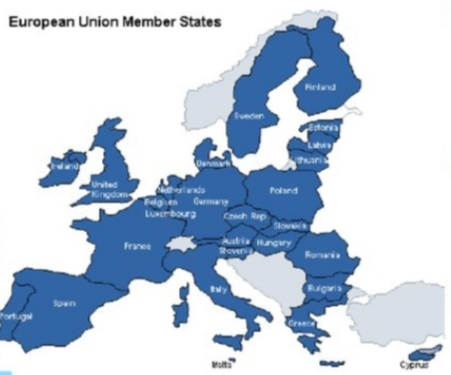 European Union Member States
Finland
Sweden
Estonia
Latvia
Lithuania
Denmark
Ireland
United
Kingdom
Netherlands
Belgium
Germany
Luxembourg
Poland
Czech Rep
Slovakia
France
Austria
Hungary
Slovenia
Romania
Italy
Bulgaria
Spain
Portugal
Greece
Malta
Cyprus